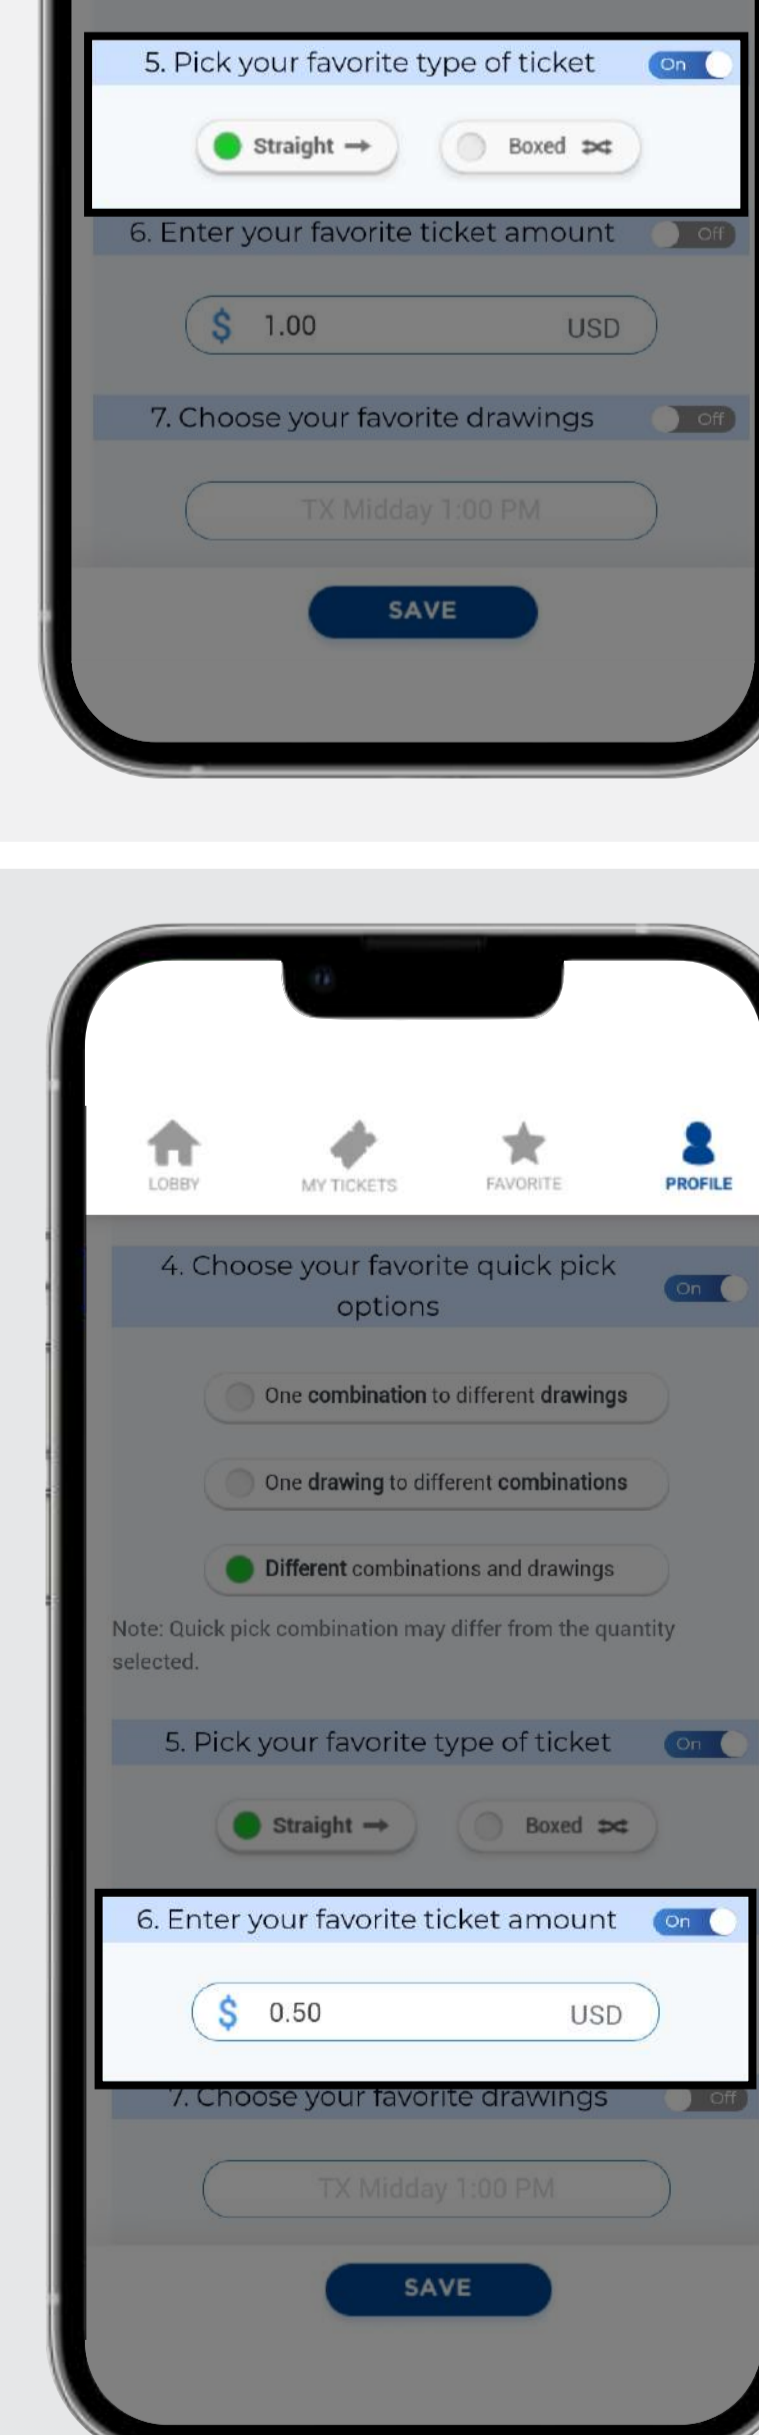 5. Pick your favorite type of ticket On
Straight → Boxed
6. Enter your favorite ticket amount Off
$ 1.00 USD
7. Choose your favorite drawings Off
TX Midday 1:00 PM
SAVE
LOBBY MY TICKETS FAVORITE PROFILE
4. Choose your favorite quick pick
options On
One combination to different drawings
One drawing to different combinations
Different combinations and drawings
Note: Quick pick combination may differ from the quantity
selected.
5. Pick your favorite type of ticket On
Straight → Boxed
6. Enter your favorite ticket amount On
$ 0.50 USD
7. Choose your favorite drawings Off
TX Midday 1:00 PM
SAVE